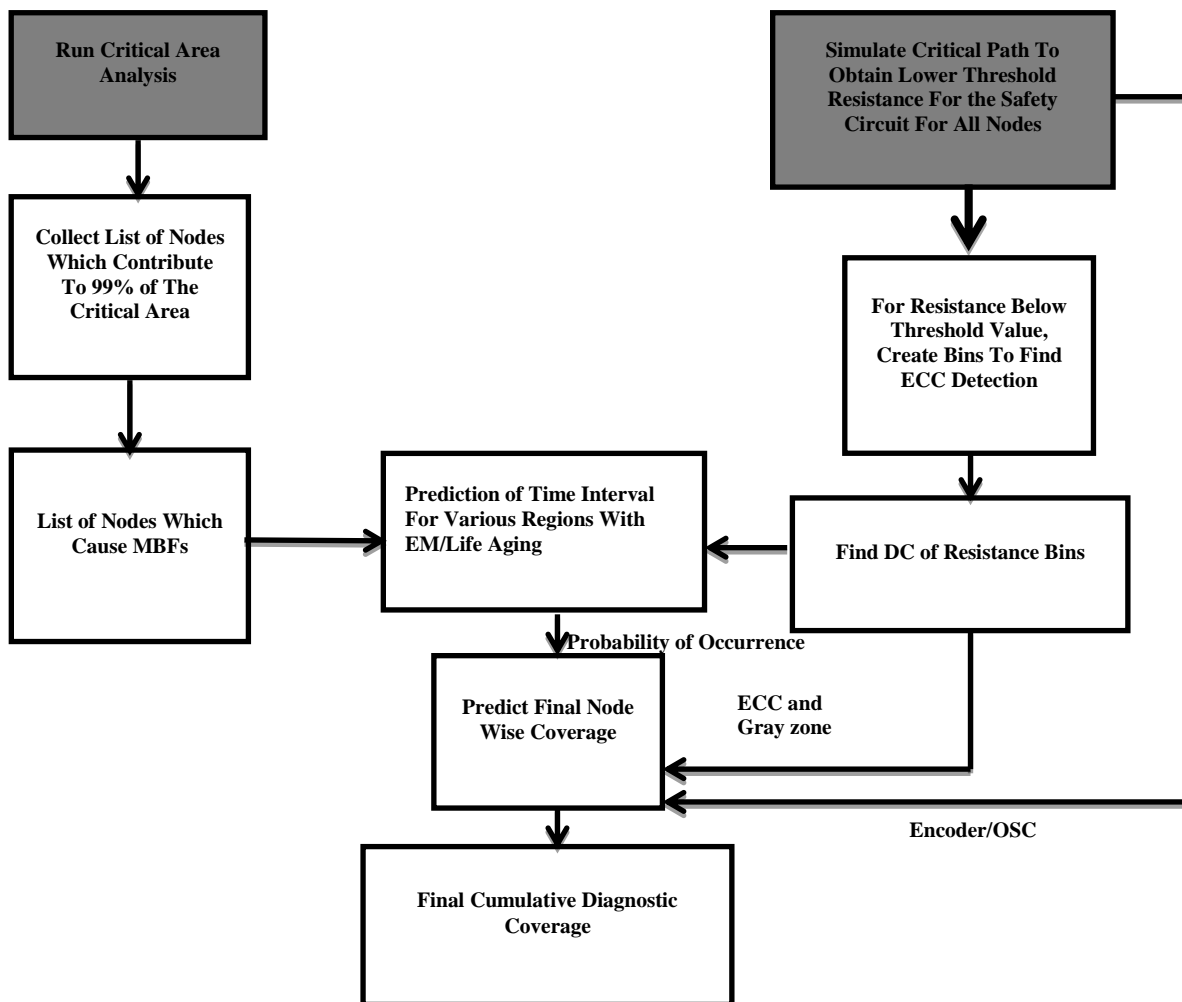 Run Critical Area
Analysis
Simulate Critical Path To
Obtain Lower Threshold
Resistance For the Safety
Circuit For All Nodes
Collect List of Nodes
Which Contribute
To 99% of The
Critical Area
For Resistance Below
Threshold Value,
Create Bins To Find
ECC Detection
List of Nodes Which
Cause MBFs
Prediction of Time Interval
For Various Regions With
EM/Life Aging
Find DC of Resistance Bins
Probability of Occurrence
Predict Final Node
Wise Coverage
ECC and
Gray zone
Encoder/OSC
Final Cumulative Diagnostic
Coverage